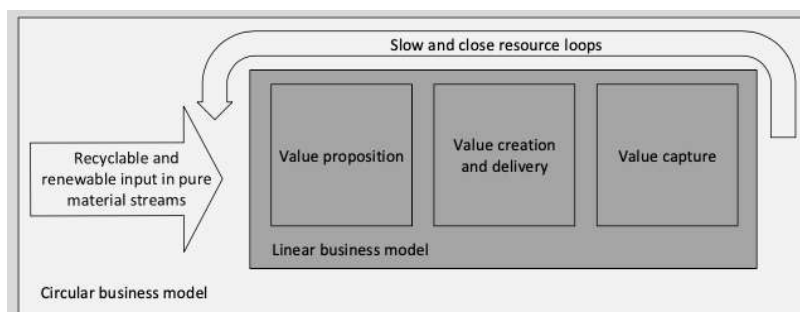 Slow and close resource loops
Recyclable and
renewable input in pure
material streams
Value proposition
Value creation
and delivery
Value capture
Linear business model
Circular business model